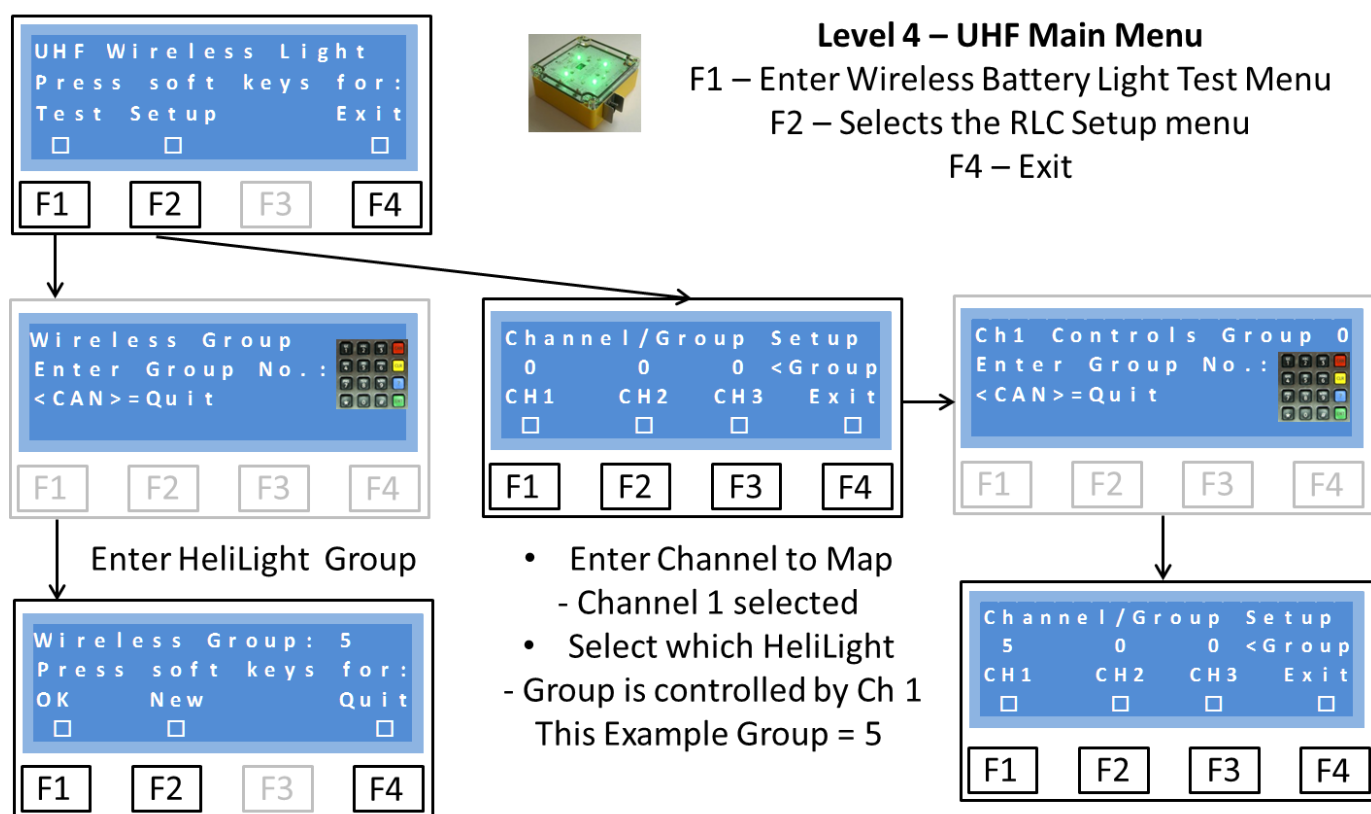 UHF Wireless Light
Press soft keys for:
Test Setup Exit
F1 F2 F3 F4
Level 4 – UHF Main Menu
F1 – Enter Wireless Battery Light Test Menu
F2 – Selects the RLC Setup menu
F4 – Exit
Wireless Group
Enter Group No.:
<CAN>=Quit
F1 F2 F3 F4
Channel/Group Setup
0 0 0 <Group
CH1 CH2 CH3 Exit
F1 F2 F3 F4
Ch1 Controls Group 0
Enter Group No.:
<CAN>=Quit
F1 F2 F3 F4
Enter HeliLight Group
Wireless Group: 5
Press soft keys for:
OK New Quit
F1 F2 F3 F4
• Enter Channel to Map
- Channel 1 selected
• Select which HeliLight
- Group is controlled by Ch 1
This Example Group = 5
Channel/Group Setup
5 0 0 <Group
CH1 CH2 CH3 Exit
F1 F2 F3 F4